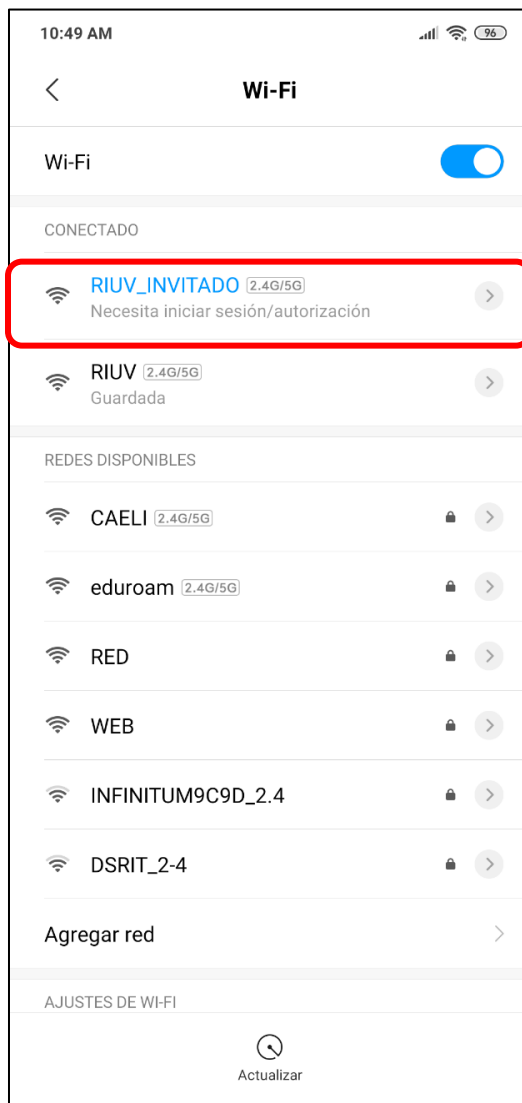 10:49 AM 96
Wi-Fi
Wi-Fi
CONECTADO
RIUV_INVITADO 2.4G/5G
Necesita iniciar sesión/autorización
RIUV 2.4G/5G
Guardada
REDES DISPONIBLES
CAELI 2.4G/5G
eduroam 2.4G/5G
RED
WEB
INFINITUM9C9D_2.4
DSRIT_2-4
Agregar red
AJUSTES DE WI-FI
Actualizar